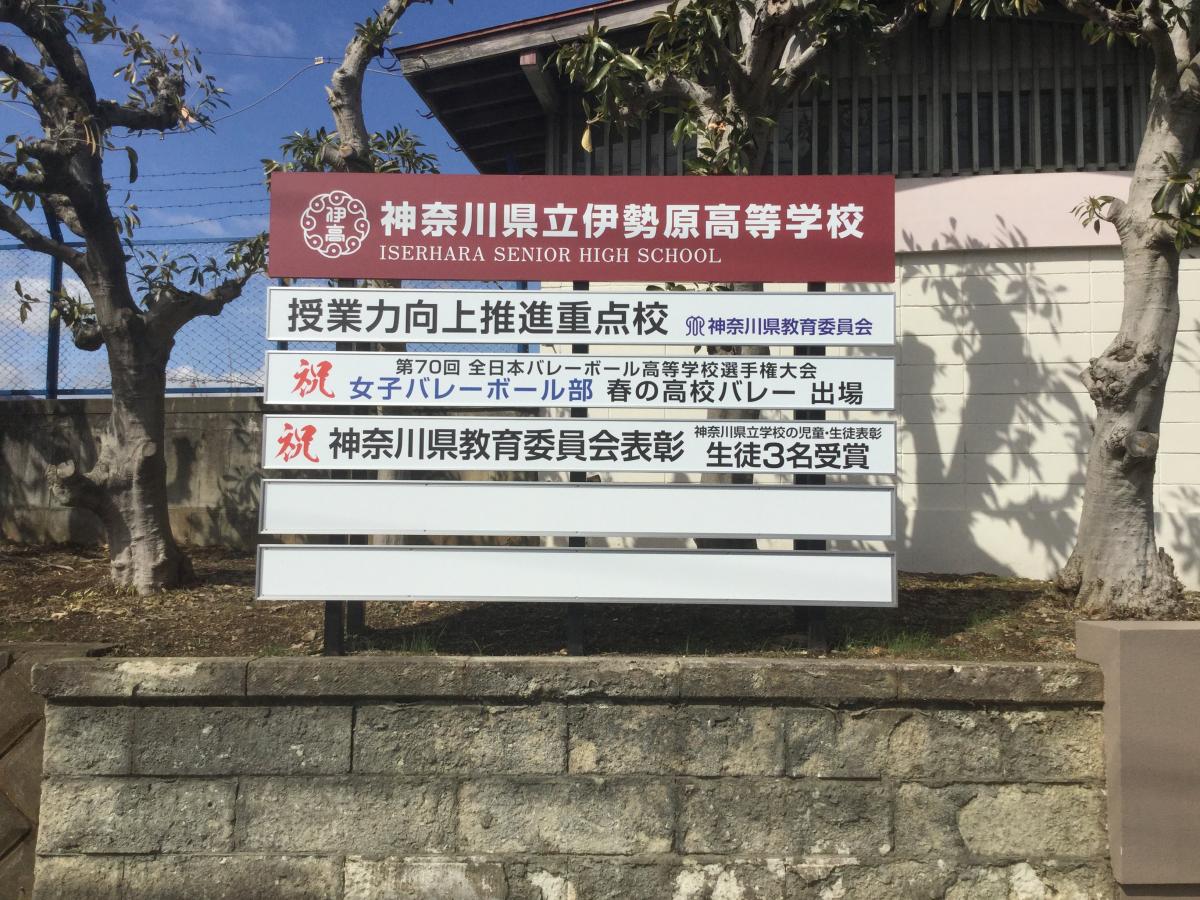 伊高
神奈川県立伊勢原高等学校
ISERHARA SENIOR HIGH SCHOOL
授業力向上推進重点校 神奈川県教育委員会
祝 第70回 全日本バレーボール高等学校選手権大会
女子バレーボール部 春の高校バレー 出場
祝 神奈川県教育委員会表彰 神奈川県立学校の児童・生徒表彰
生徒3名受賞